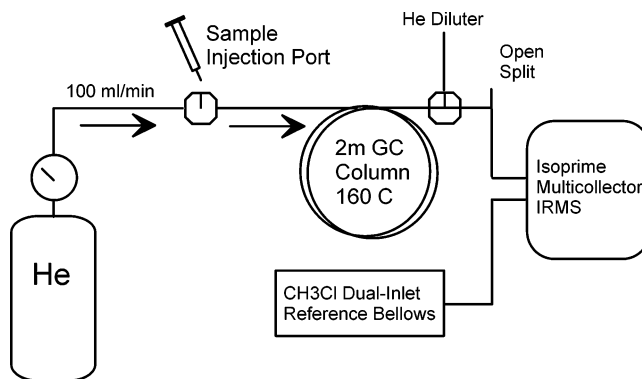 Sample
Injection Port
He Diluter
Open
Split
100 ml/min
2m GC
Column
160 C
Isoprime
Multicollector
IRMS
He
CH3Cl Dual-Inlet
Reference Bellows